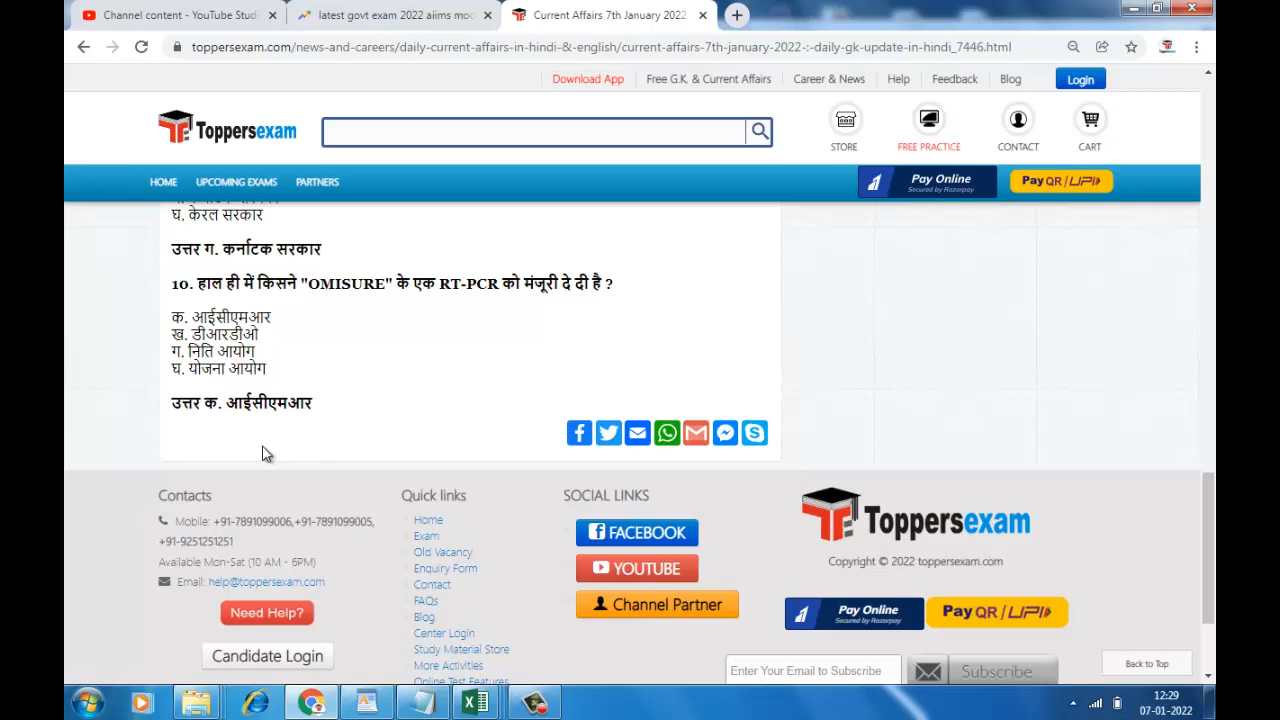 Channel content - YouTube Stud
latest govt exam 2022 aiims moc
Current Affairs 7th January 2022
toppersexam.com/news-and-careers/daily-current-affairs-in-hindi-&-english/current-affairs-7th-january-2022-:-daily-gk-update-in-hindi_7446.html
Download App
Free G.K. & Current Affairs
Career & News
Help
Feedback
Blog
Login
Toppersexam
STORE
FREE PRACTICE
CONTACT
CART
HOME
UPCOMING EXAMS
PARTNERS
Pay Online
Secured by Razorpay
Pay QR / UPI
घ. केरल सरकार
उत्तर ग. कर्नाटक सरकार
10. हाल ही में किसने "OMISURE" के एक RT-PCR को मंजूरी दे दी है ?
क. आईसीएमआर
ख. डीआरडीओ
ग. निति आयोग
घ. योजना आयोग
उत्तर क. आईसीएमआर
Contacts
Mobile: +91-7891099006,+91-7891099005,
+91-9251251251
Available Mon-Sat (10 AM - 6PM)
Email: help@toppersexam.com
Need Help?
Candidate Login
Quick links
Home
Exam
Old Vacancy
Enquiry Form
Contact
FAQs
Blog
Center Login
Study Material Store
More Activities
Online Test Features
SOCIAL LINKS
FACEBOOK
YOUTUBE
Channel Partner
Toppersexam
Copyright © 2022 toppersexam.com
Pay Online
Secured by Razorpay
Pay QR / UPI
Enter Your Email to Subscribe
Subscribe
Back to Top
12:29
07-01-2022